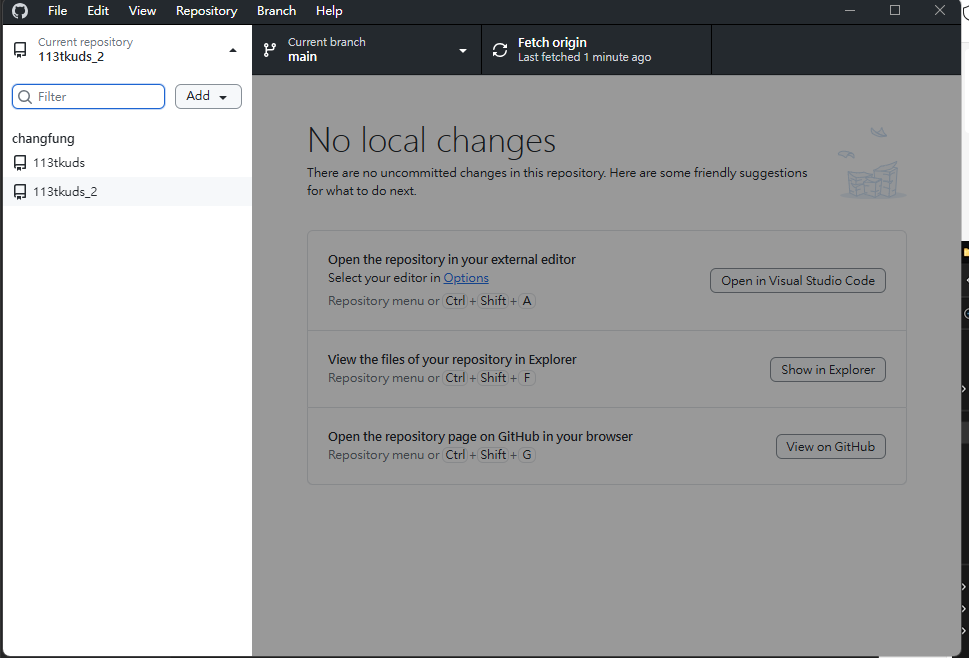 File Edit View Repository Branch Help
Current repository
113tkuds_2
Current branch
main
Fetch origin
Last fetched 1 minute ago
Filter
Add
changfung
113tkuds
113tkuds_2
No local changes
There are no uncommitted changes in this repository. Here are some friendly suggestions
for what to do next.
Open the repository in your external editor
Select your editor in Options
Repository menu or Ctrl + Shift + A
Open in Visual Studio Code
View the files of your repository in Explorer
Repository menu or Ctrl + Shift + F
Show in Explorer
Open the repository page on GitHub in your browser
Repository menu or Ctrl + Shift + G
View on GitHub